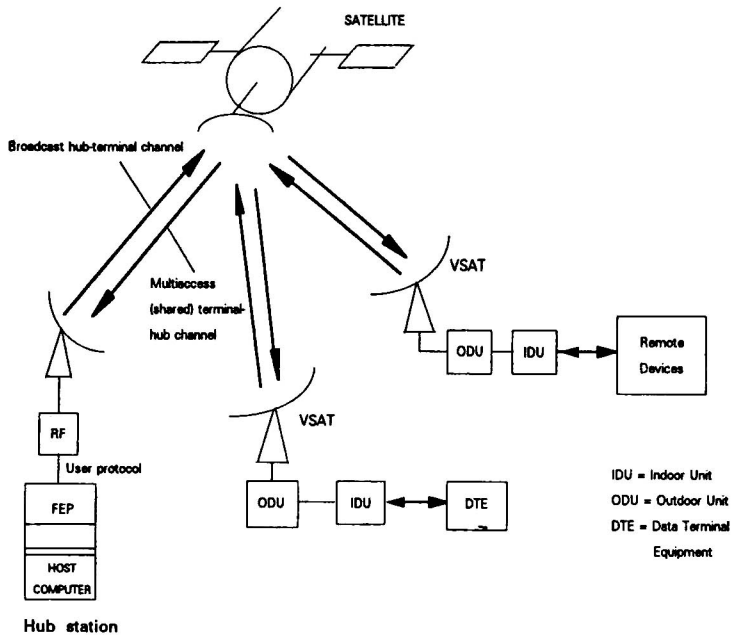 SATELLITE
Broadcast hub-terminal channel
Multiaccess
(shared) terminal-
hub channel
VSAT
ODU
IDU
Remote
Devices
VSAT
RF
User protocol
FEP
HOST
COMPUTER
ODU
IDU
DTE
IDU = Indoor Unit
ODU = Outdoor Unit
DTE = Data Terminal
Equipment
Hub station